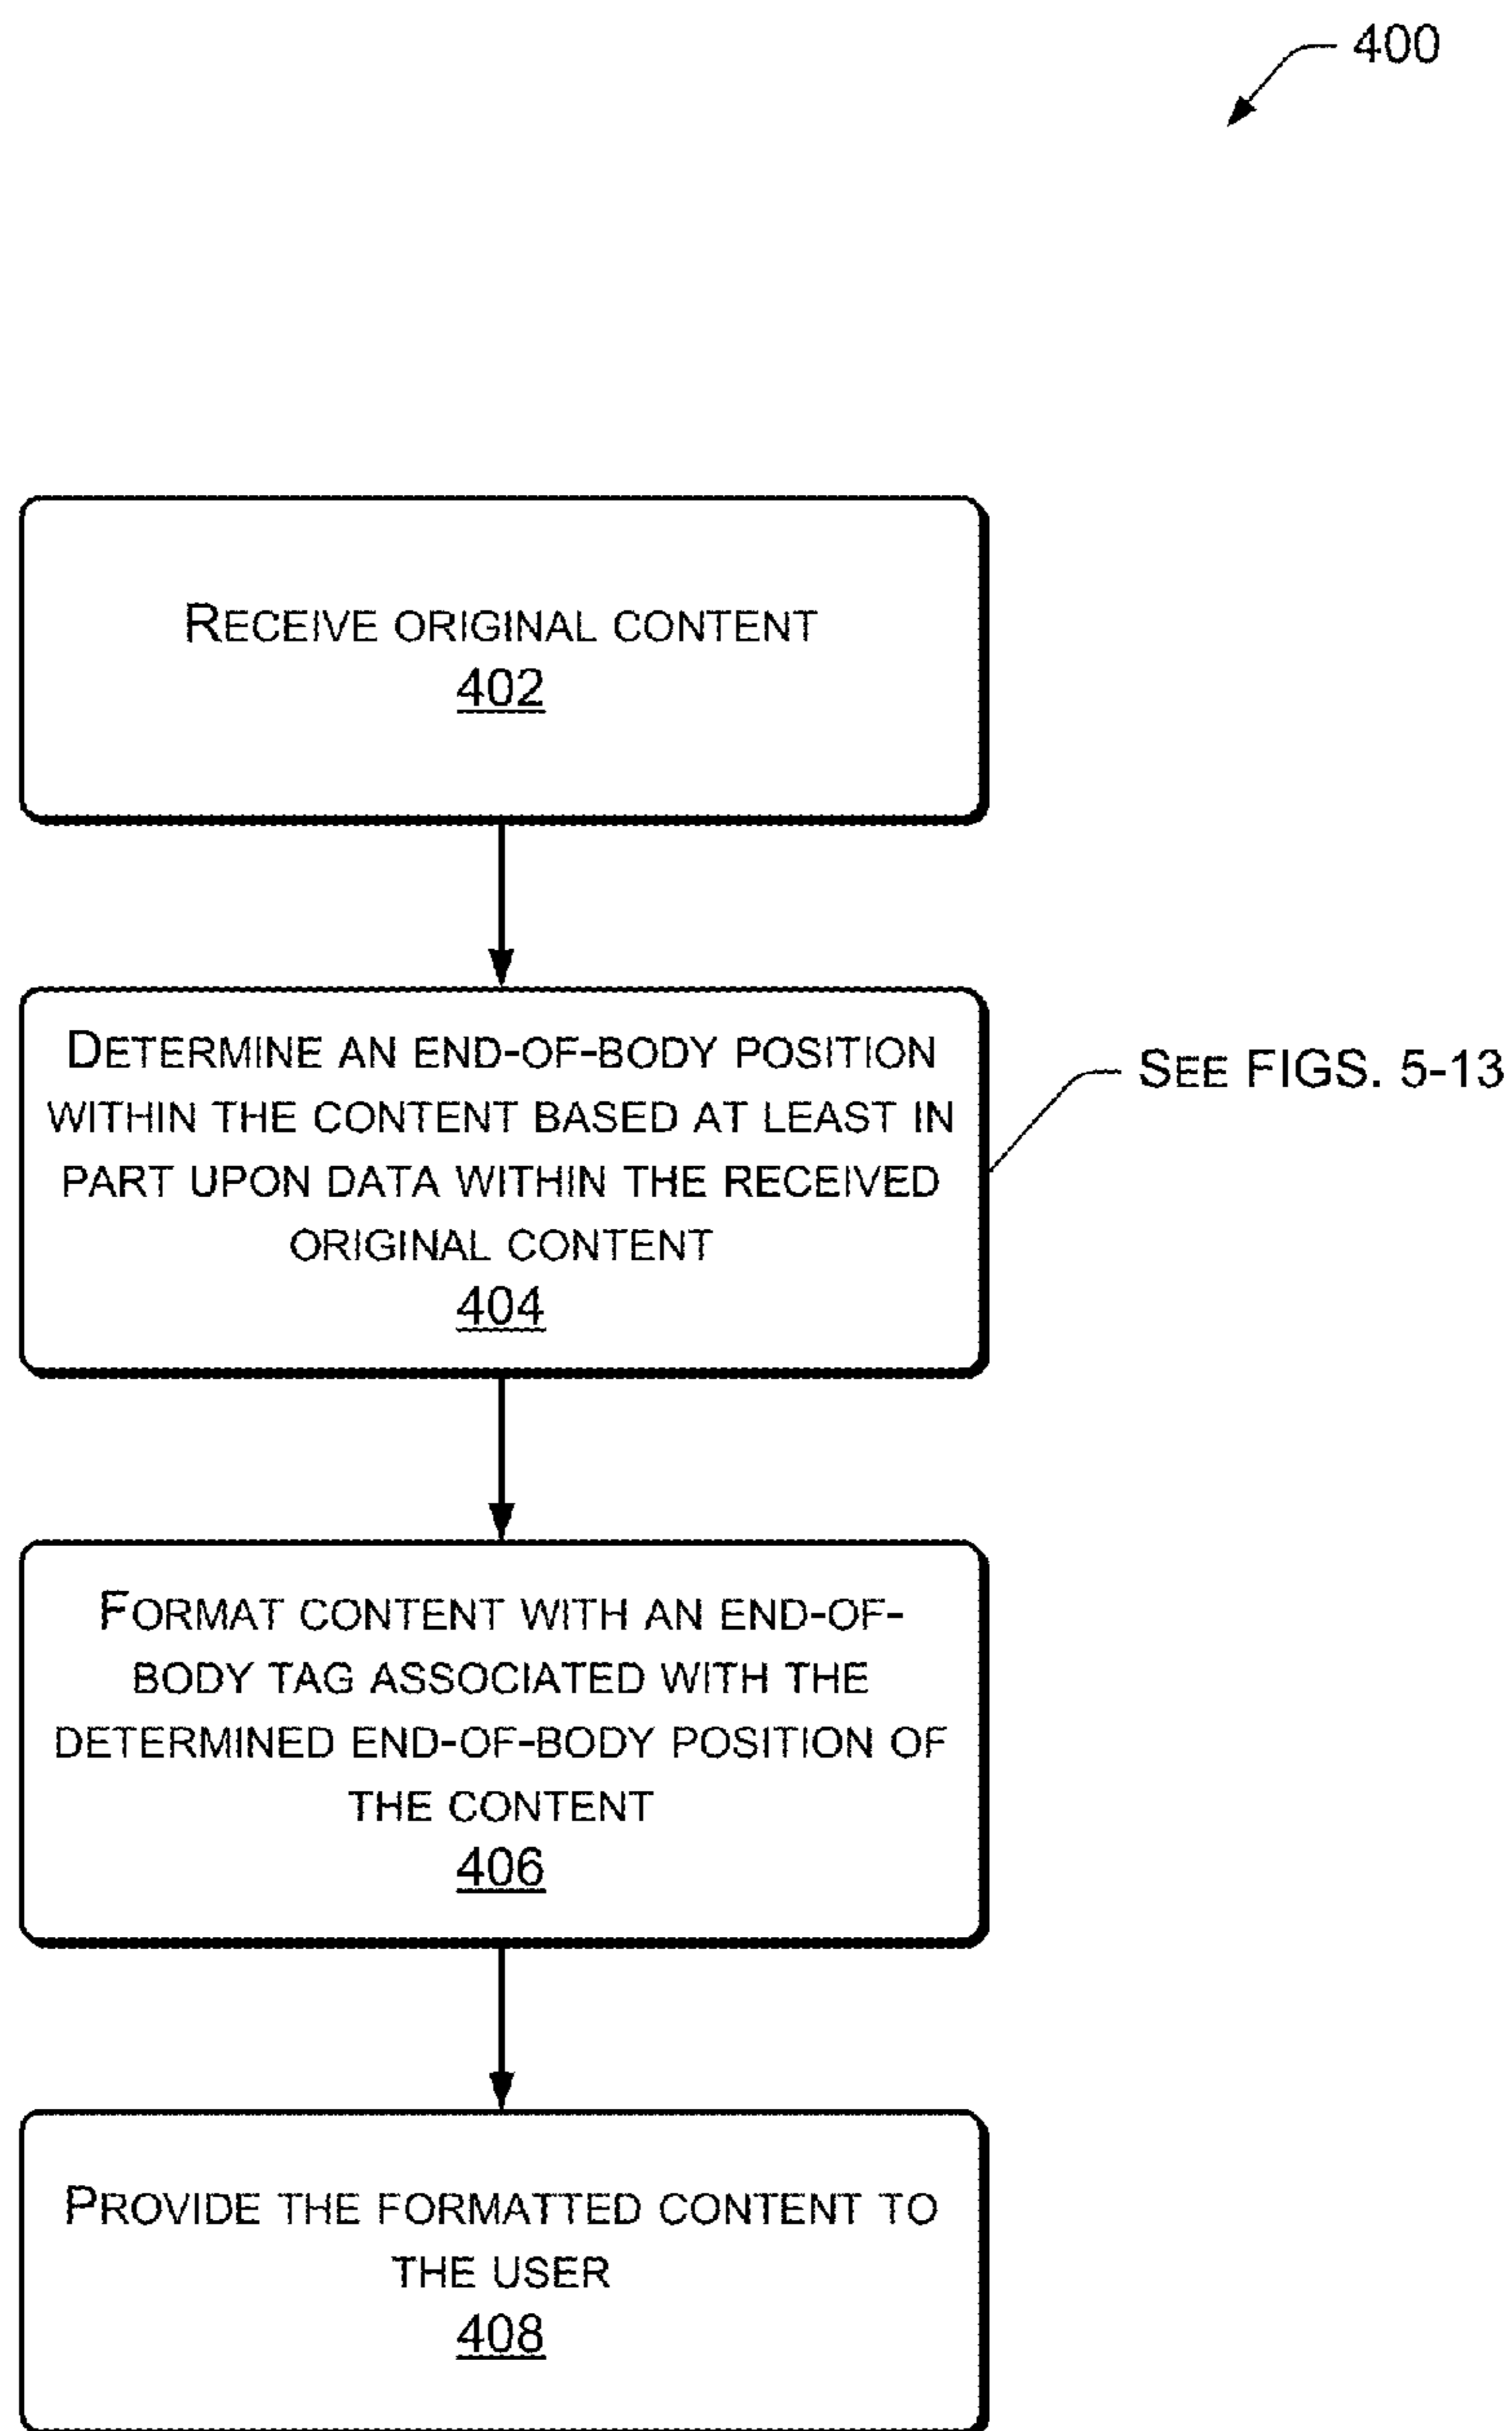 400
RECEIVE ORIGINAL CONTENT
402
DETERMINE AN END-OF-BODY POSITION
WITHIN THE CONTENT BASED AT LEAST IN
PART UPON DATA WITHIN THE RECEIVED
ORIGINAL CONTENT
404
SEE FIGS. 5-13
FORMAT CONTENT WITH AN END-OF-
BODY TAG ASSOCIATED WITH THE
DETERMINED END-OF-BODY POSITION OF
THE CONTENT
406
PROVIDE THE FORMATTED CONTENT TO
THE USER
408